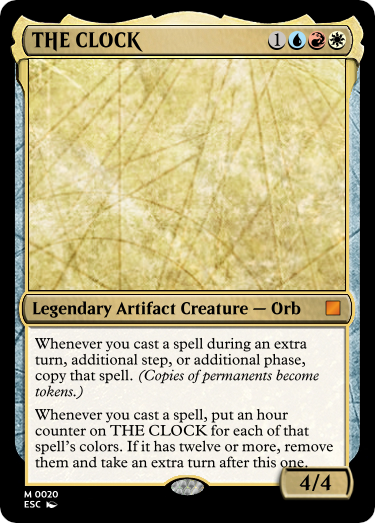 THE CLOCK 1
Legendary Artifact Creature — Orb
Whenever you cast a spell during an extra
turn, additional step, or additional phase,
copy that spell. (Copies of permanents become
tokens.)
Whenever you cast a spell, put an hour
counter on THE CLOCK for each of that
spell's colors. If it has twelve or more, remove
them and take an extra turn after this one.
4/4
M 0020
ESC